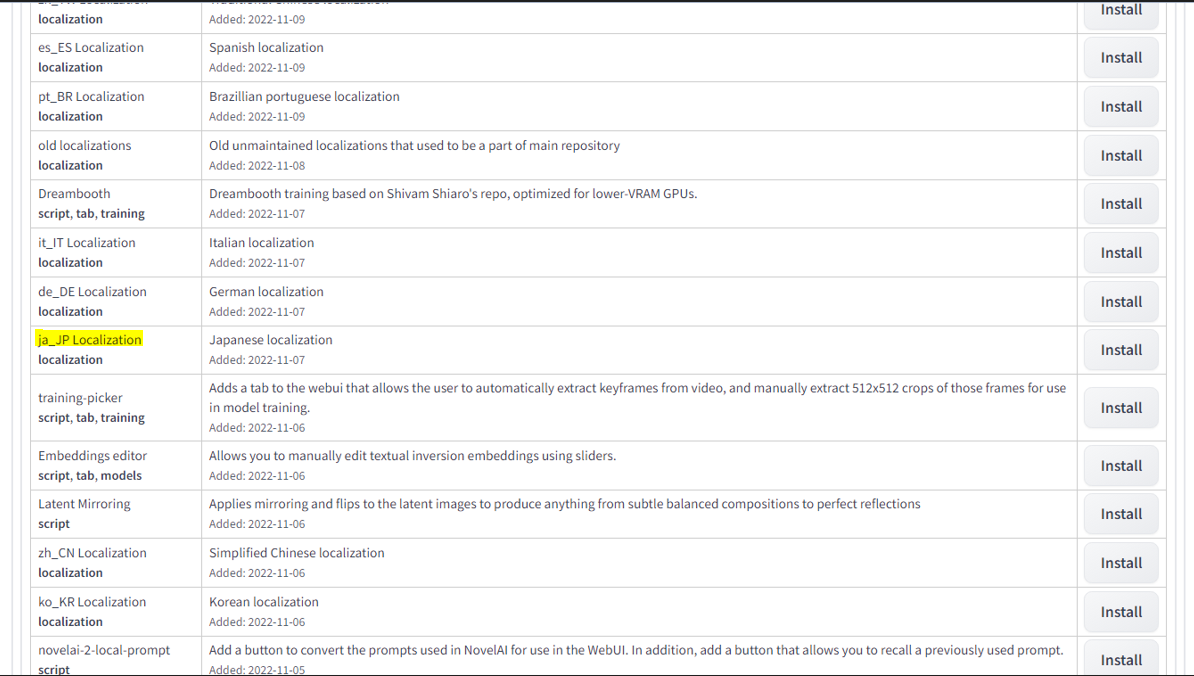 localization
Added: 2022-11-09
Install
es_ES Localization
localization
Spanish localization
Added: 2022-11-09
Install
pt_BR Localization
localization
Brazillian portuguese localization
Added: 2022-11-09
Install
old localizations
localization
Old unmaintained localizations that used to be a part of main repository
Added: 2022-11-08
Install
Dreambooth
script, tab, training
Dreambooth training based on Shivam Shiaro's repo, optimized for lower-VRAM GPUs.
Added: 2022-11-07
Install
it_IT Localization
localization
Italian localization
Added: 2022-11-07
Install
de_DE Localization
localization
German localization
Added: 2022-11-07
Install
ja_JP Localization
localization
Japanese localization
Added: 2022-11-07
Install
training-picker
script, tab, training
Adds a tab to the webui that allows the user to automatically extract keyframes from video, and manually extract 512x512 crops of those frames for use
in model training.
Added: 2022-11-06
Install
Embeddings editor
script, tab, models
Allows you to manually edit textual inversion embeddings using sliders.
Added: 2022-11-06
Install
Latent Mirroring
script
Applies mirroring and flips to the latent images to produce anything from subtle balanced compositions to perfect reflections
Added: 2022-11-06
Install
zh_CN Localization
localization
Simplified Chinese localization
Added: 2022-11-06
Install
ko_KR Localization
localization
Korean localization
Added: 2022-11-06
Install
novelai-2-local-prompt
script
Add a button to convert the prompts used in NovelAI for use in the WebUI. In addition, add a button that allows you to recall a previously used prompt.
Added: 2022-11-05
Install